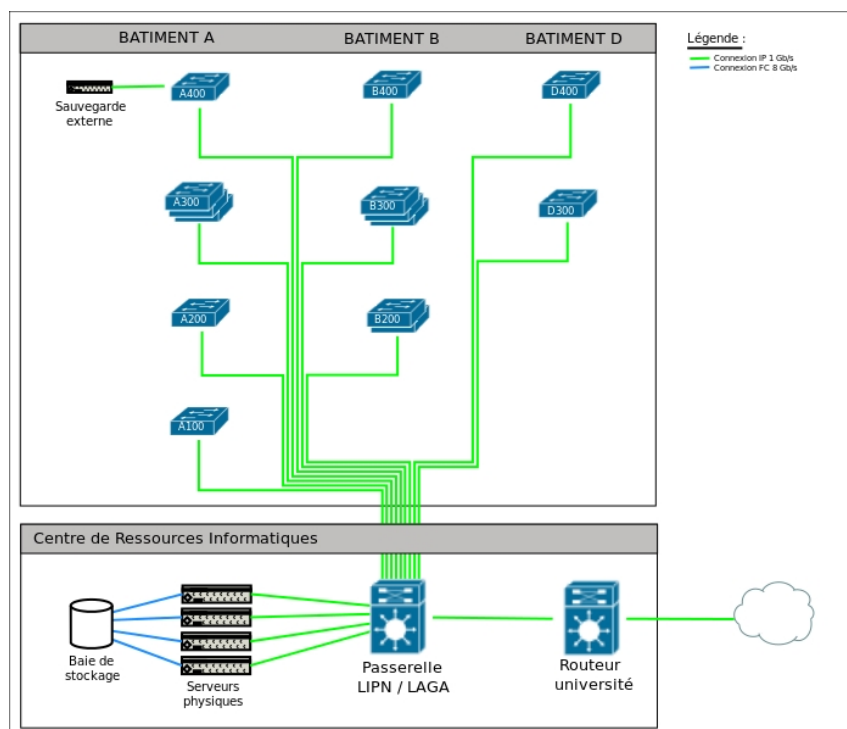 BATIMENT A
BATIMENT B
BATIMENT D
Légende :
Connexion IP 1 Gb/s
Connexion FC 8 Gb/s
A400
B400
D400
Sauvegarde
externe
A300
B300
D300
A200
B200
A100
Centre de Ressources Informatiques
Baie de
stockage
Serveurs
physiques
Passerelle
LIPN / LAGA
Routeur
université